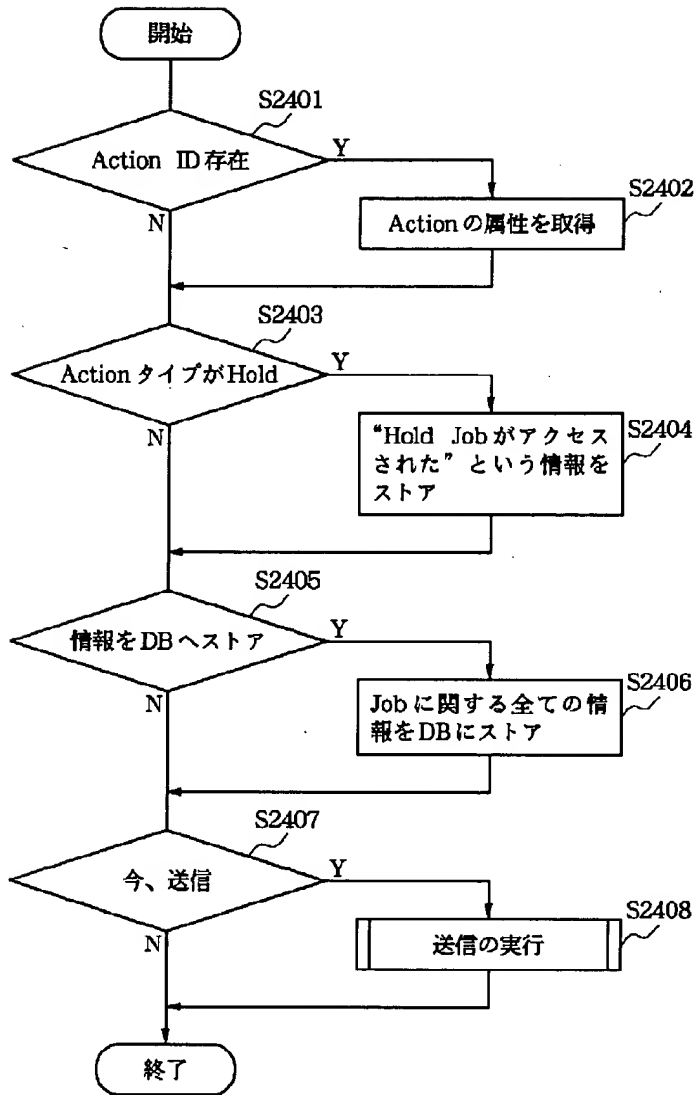 開始
S2401
Action ID存在
Y
N
S2402
Actionの属性を取得
S2403
ActionタイプがHold
Y
N
S2404
“Hold Jobがアクセス
された”という情報を
ストア
S2405
情報をDBへストア
Y
N
S2406
Jobに関する全ての情
報をDBにストア
S2407
今、送信
Y
N
S2408
送信の実行
終了